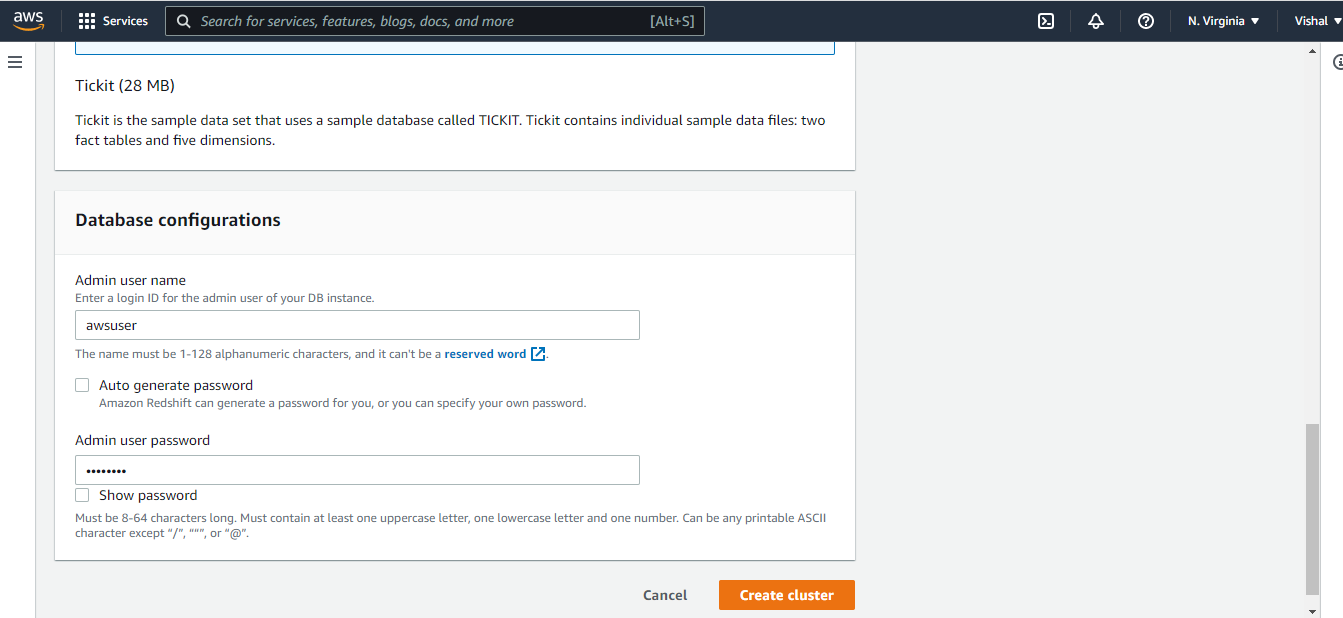 aws Services Search for services, features, blogs, docs, and more [Alt+S] N. Virginia ▼ Vishal ▼
Tickit (28 MB)
Tickit is the sample data set that uses a sample database called TICKIT. Tickit contains individual sample data files: two
fact tables and five dimensions.
Database configurations
Admin user name
Enter a login ID for the admin user of your DB instance.
awsuser
The name must be 1-128 alphanumeric characters, and it can't be a reserved word.
Auto generate password
Amazon Redshift can generate a password for you, or you can specify your own password.
Admin user password
••••••••
Show password
Must be 8-64 characters long. Must contain at least one uppercase letter, one lowercase letter and one number. Can be any printable ASCII
character except “/”, “"”, or “@”.
Cancel Create cluster